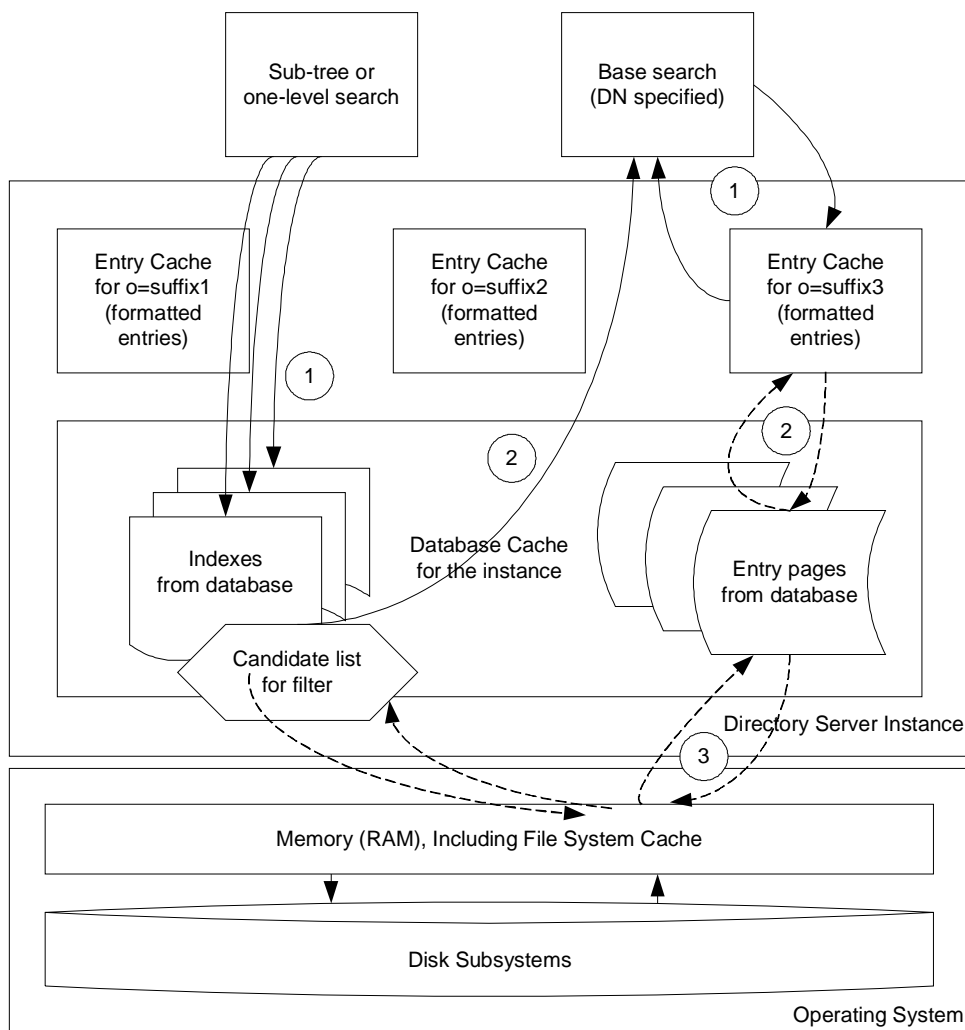 Sub-tree or
one-level search
Base search
(DN specified)
1
Entry Cache
for o=suffix1
(formatted
entries)
Entry Cache
for o=suffix2
(formatted
entries)
Entry Cache
for o=suffix3
(formatted
entries)
1
2
2
Database Cache
for the instance
Indexes
from database
Entry pages
from database
Candidate list
for filter
Directory Server Instance
3
Memory (RAM), Including File System Cache
Disk Subsystems
Operating System